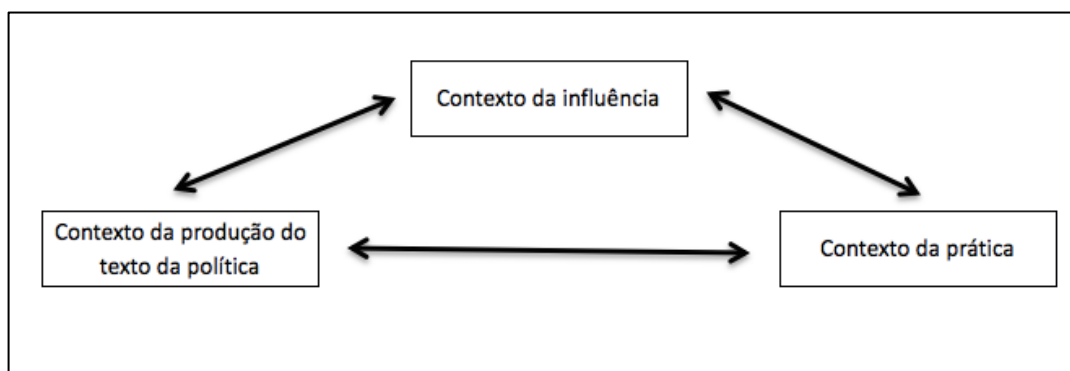 Contexto da influência
Contexto da produção do
texto da política
Contexto da prática